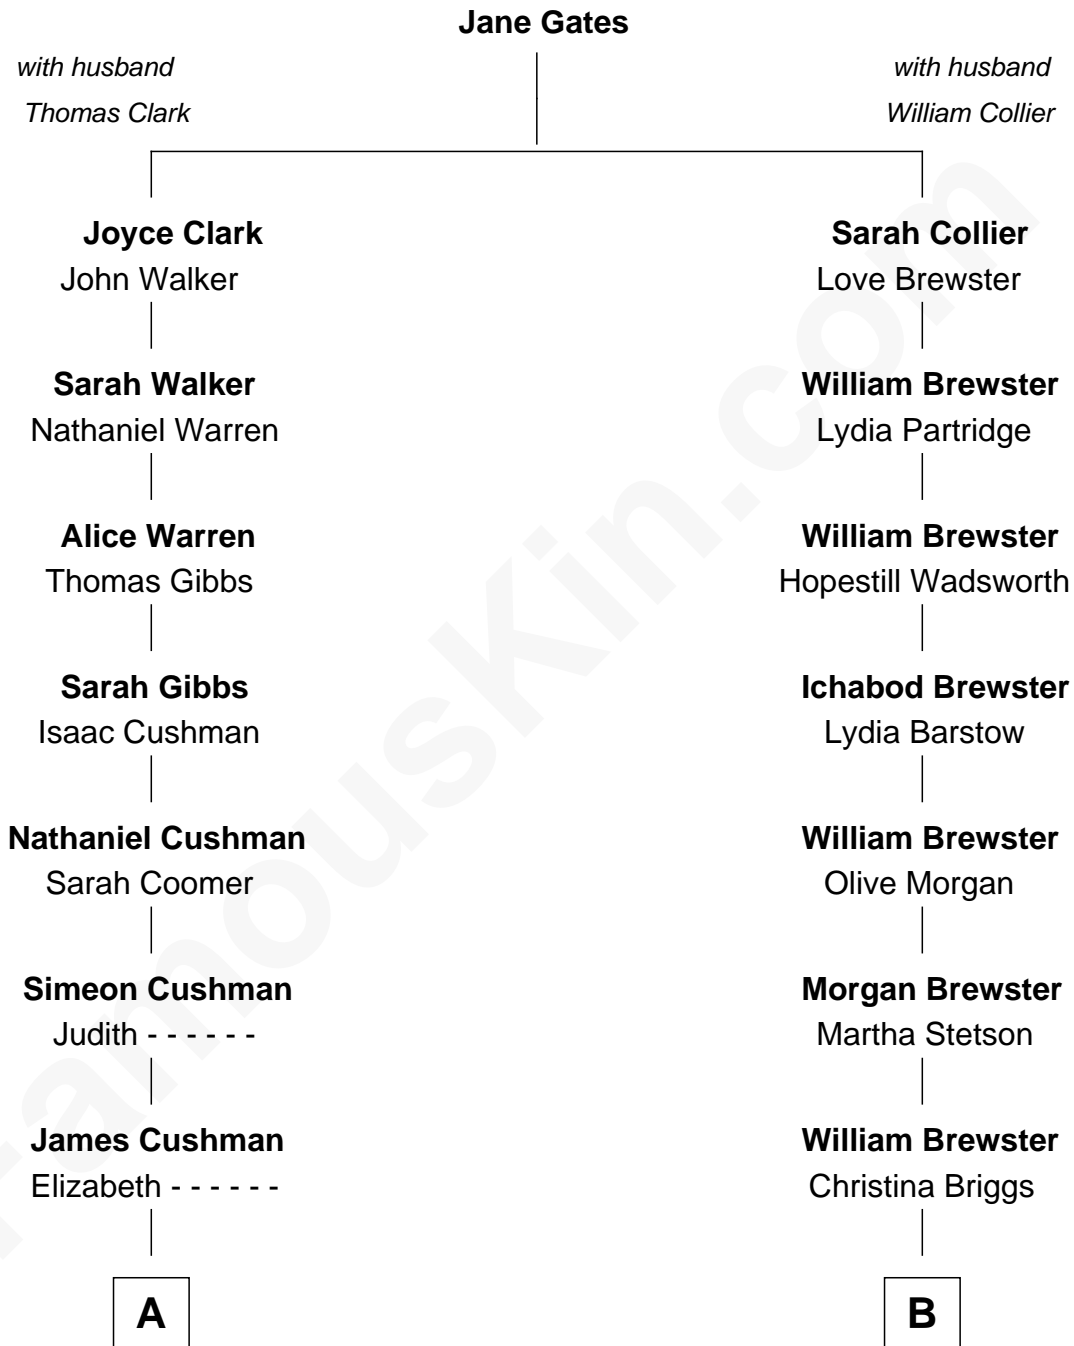 Jane Gates
with husband
Thomas Clark
with husband
William Collier
Joyce Clark
John Walker
Sarah Collier
Love Brewster
Sarah Walker
Nathaniel Warren
William Brewster
Lydia Partridge
Alice Warren
Thomas Gibbs
William Brewster
Hopestill Wadsworth
Sarah Gibbs
Isaac Cushman
Ichabod Brewster
Lydia Barstow
Nathaniel Cushman
Sarah Coomer
William Brewster
Olive Morgan
Simeon Cushman
Judith - - - - - -
Morgan Brewster
Martha Stetson
James Cushman
Elizabeth - - - - - -
William Brewster
Christina Briggs
A
B
FamousKin.com